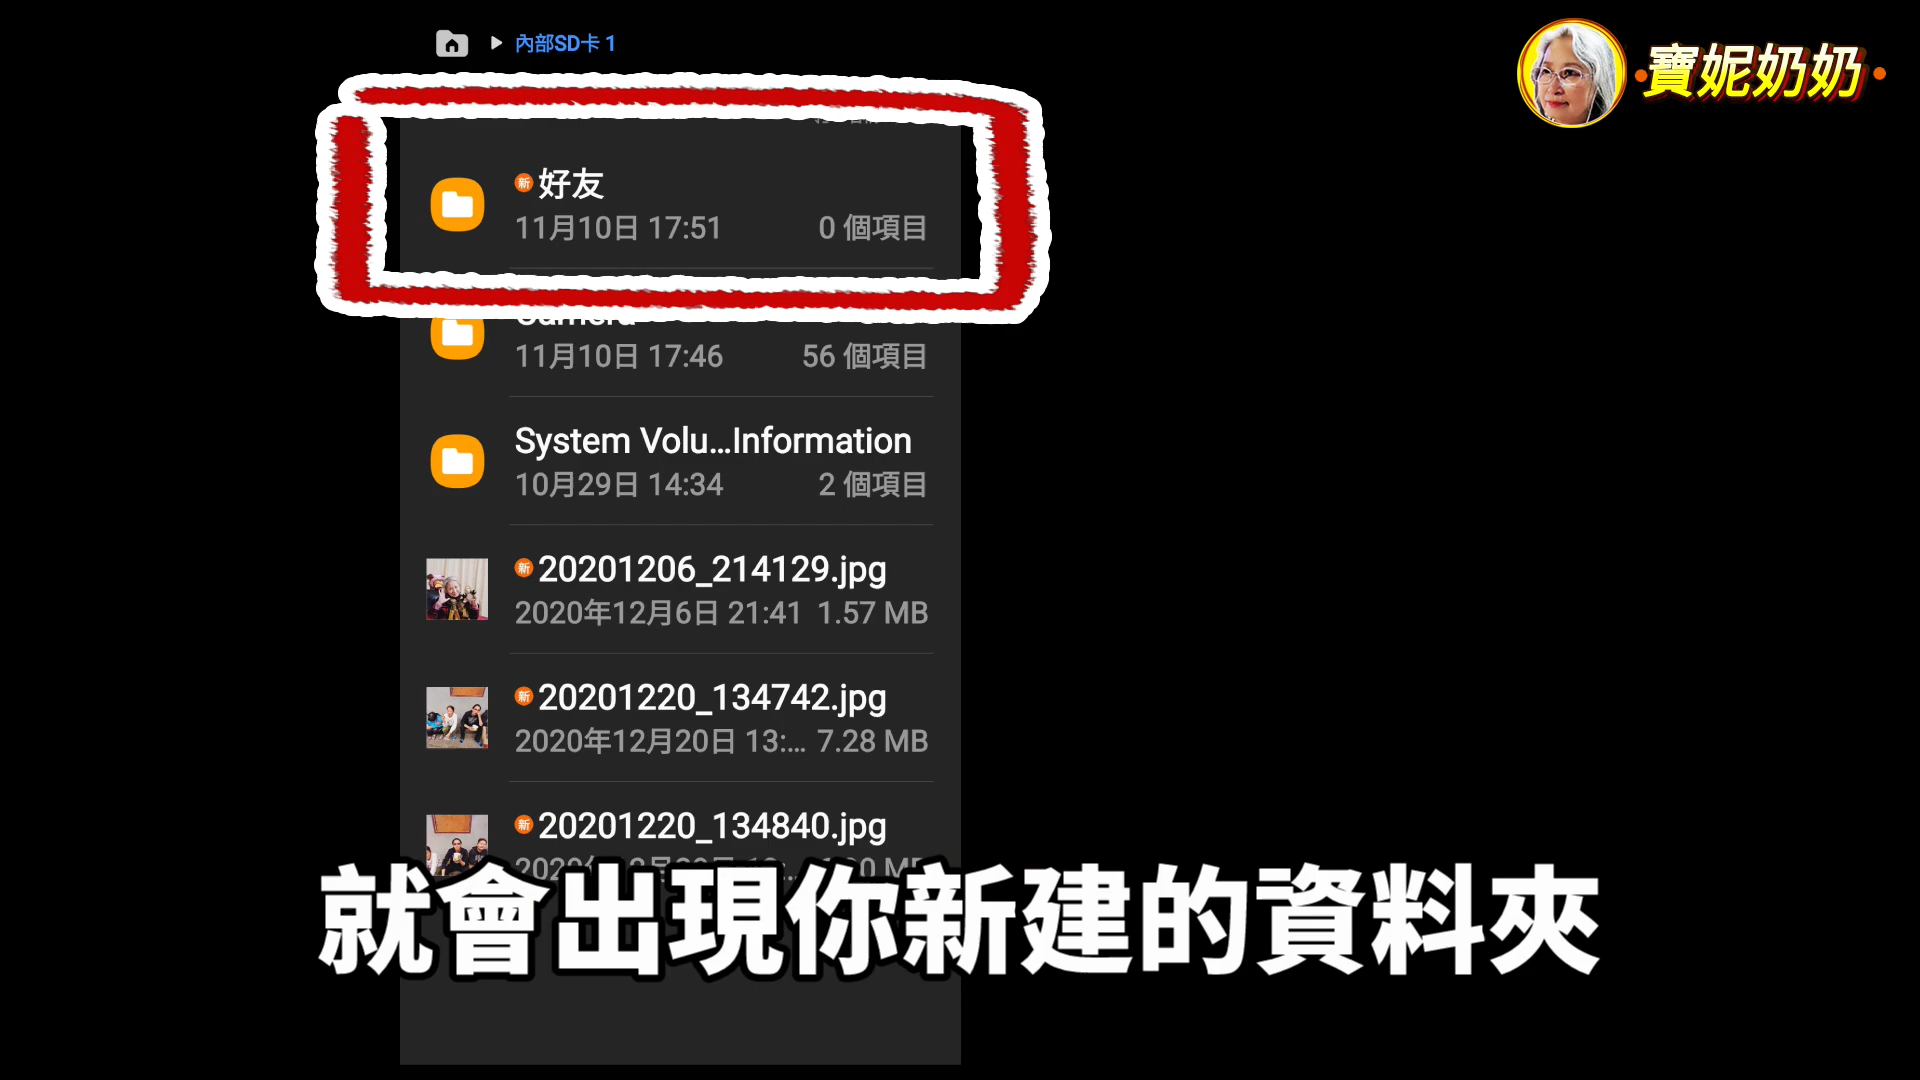 內部SD卡 1
寶妮奶奶
新 好友
11月10日 17:51 0 個項目
11月10日 17:46 56 個項目
System Volu...Information
10月29日 14:34 2 個項目
新 20201206_214129.jpg
2020年12月6日 21:41 1.57 MB
新 20201220_134742.jpg
2020年12月20日 13:... 7.28 MB
新 20201220_134840.jpg
就會出現你新建的資料夾